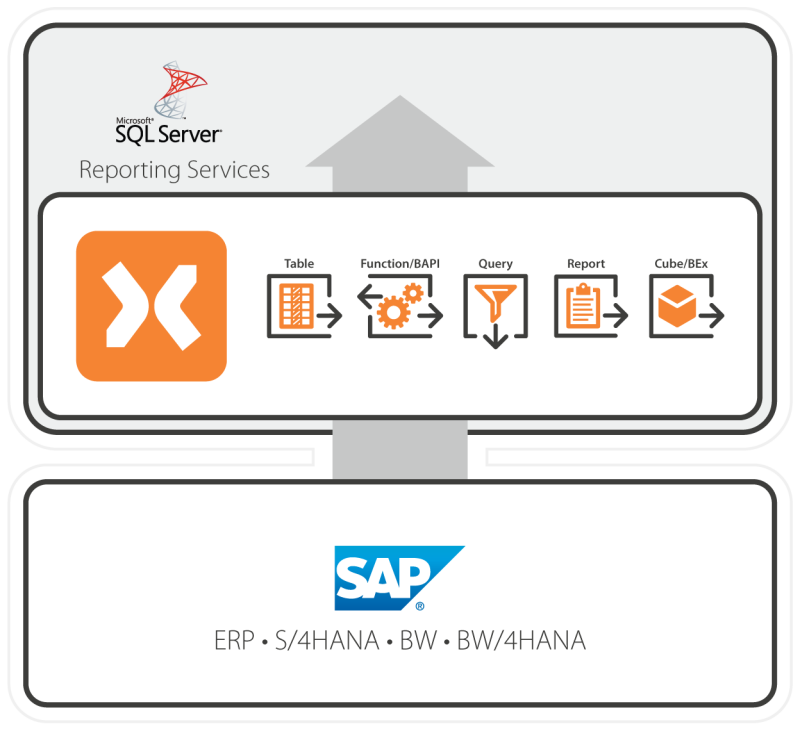 Microsoft®
SQL Server®
Reporting Services
Table
Function/BAPI
Query
Report
Cube/BEx
SAP®
ERP • S/4HANA • BW • BW/4HANA